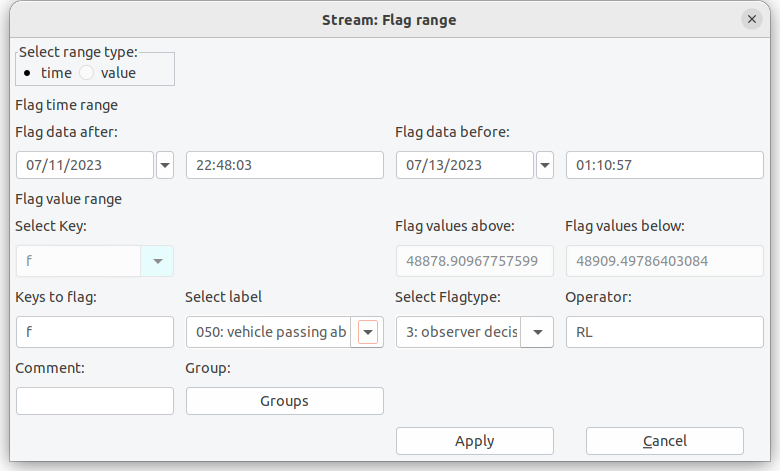 Stream: Flag range
Select range type:
time value
Flag time range
Flag data after: Flag data before:
07/11/2023 22:48:03 07/13/2023 01:10:57
Flag value range
Select Key: Flag values above: Flag values below:
f 48878.90967757599 48909.49786403084
Keys to flag: Select label Select Flagtype: Operator:
f 050: vehicle passing ab 3: observer decis RL
Comment: Group:
Groups
Apply Cancel